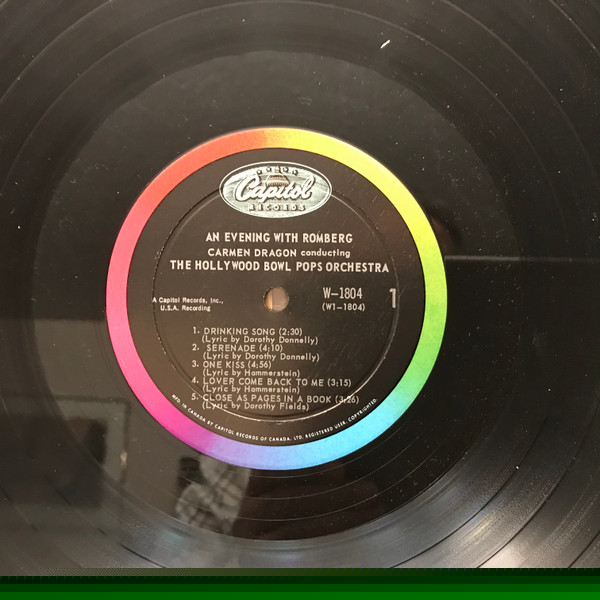 Capitol
RECORDS
AN EVENING WITH ROMBERG
CARMEN DRAGON conducting
THE HOLLYWOOD BOWL POPS ORCHESTRA
A Capitol Records, Inc.,
U.S.A. Recording
W-1804
(W1-1804)
1
1. DRINKING SONG (2:30)
(Lyric by Dorothy Donnelly)
2. SERENADE (4:10)
(Lyric by Dorothy Donnelly)
3. ONE KISS (4:56)
(Lyric by Hammerstein)
4. LOVER COME BACK TO ME (3:15)
(Lyric by Hammerstein)
5. CLOSE AS PAGES IN A BOOK (3:26)
(Lyric by Dorothy Fields)
MFD. IN CANADA BY CAPITOL RECORDS OF CANADA, LTD. REGISTERED USER. COPYRIGHTED.